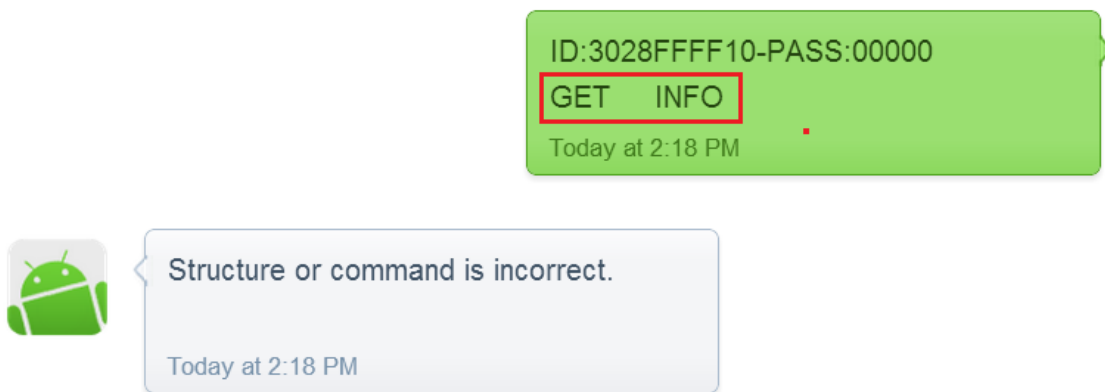 ID:3028FFFF10-PASS:00000
GET     INFO
Today at 2:18 PM
Structure or command is incorrect.
Today at 2:18 PM